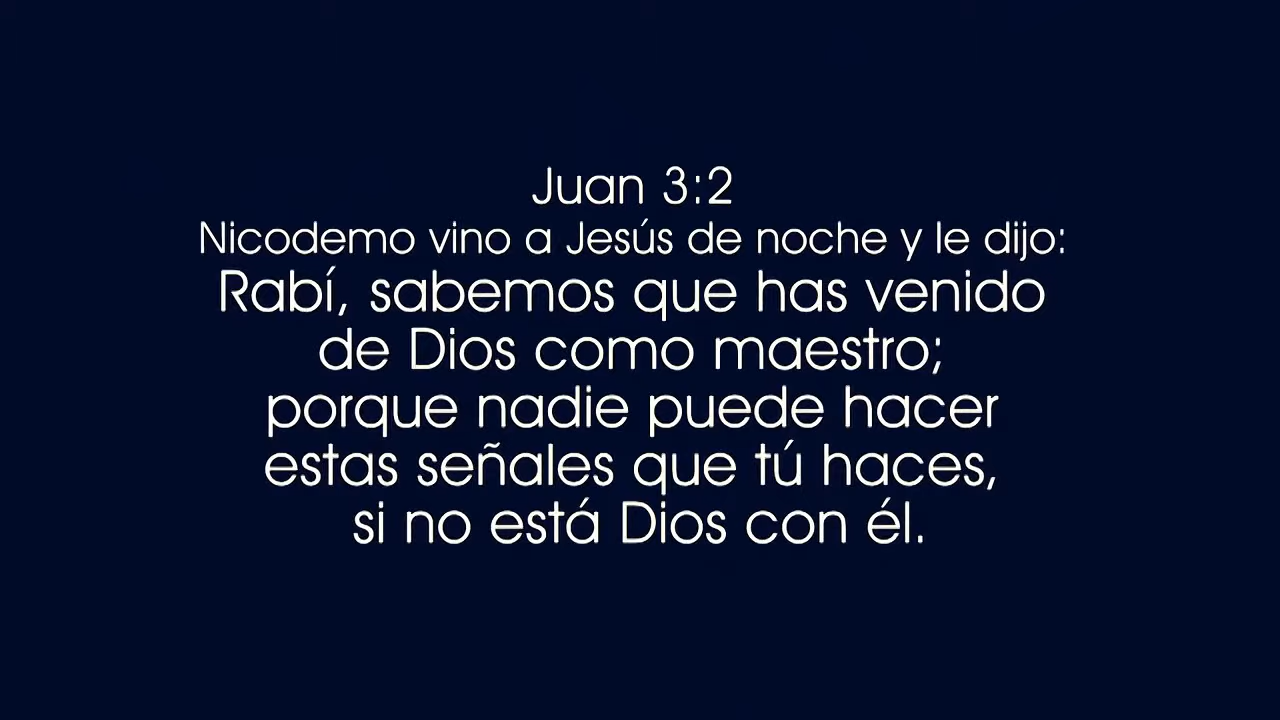 Juan 3:2
Nicodemo vino a Jesús de noche y le dijo:
Rabí, sabemos que has venido
de Dios como maestro;
porque nadie puede hacer
estas señales que tú haces,
si no está Dios con él.